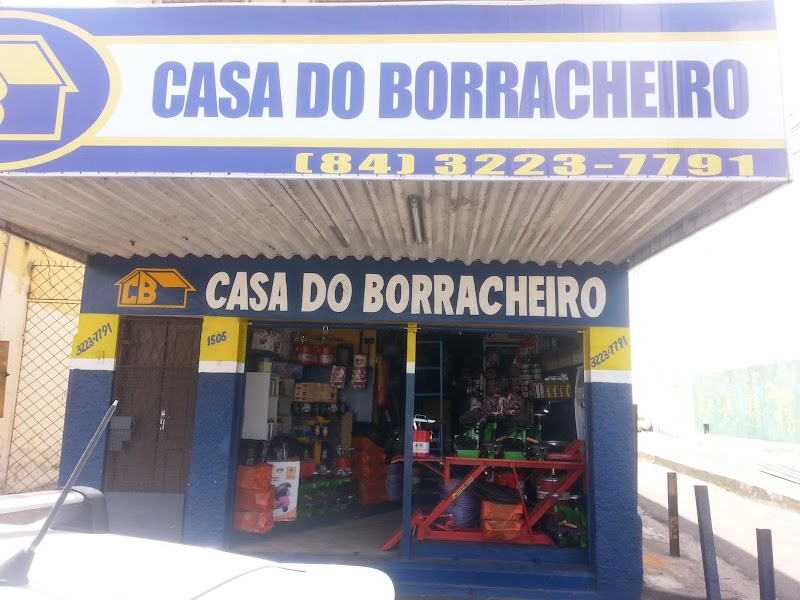 CASA DO BORRACHEIRO
(84) 3223-7791
CB CASA DO BORRACHEIRO
3223-7791
1505
3223-7791